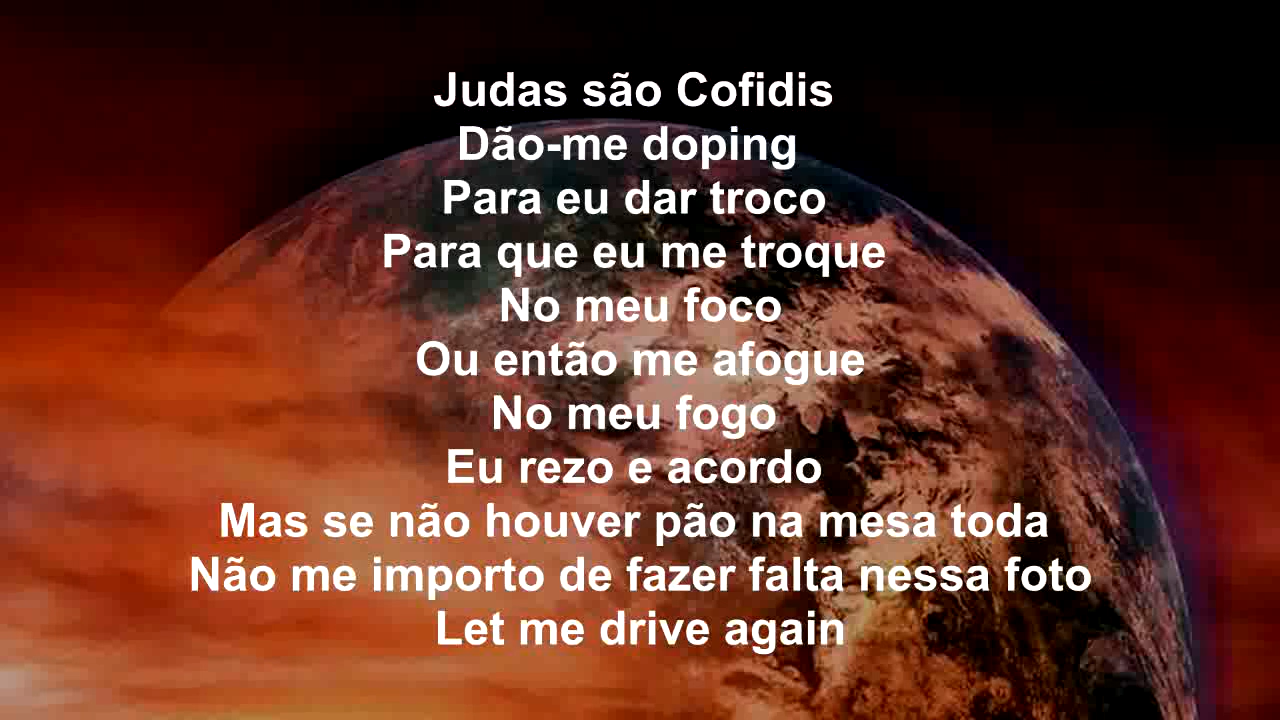 Judas são Cofidis
Dão-me doping
Para eu dar troco
Para que eu me troque
No meu foco
Ou então me afogue
No meu fogo
Eu rezo e acordo
Mas se não houver pão na mesa toda
Não me importo de fazer falta nessa foto
Let me drive again